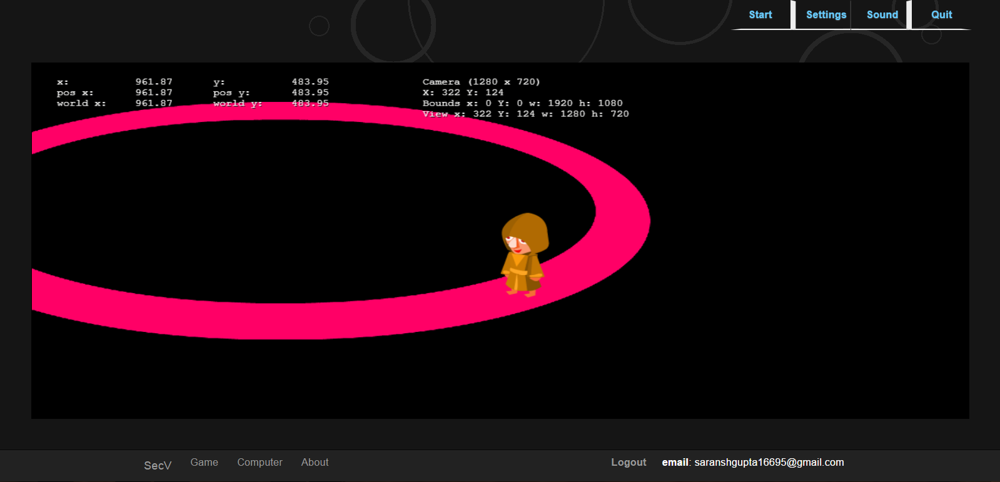 Start Settings Sound Quit
x: 961.87 y: 483.95 Camera (1280 x 720)
pos x: 961.87 pos y: 483.95 X: 322 Y: 124
world x: 961.87 world y: 483.95 Bounds x: 0 Y: 0 w: 1920 h: 1080
View x: 322 Y: 124 w: 1280 h: 720
SecV Game Computer About Logout email: saranshgupta16695@gmail.com